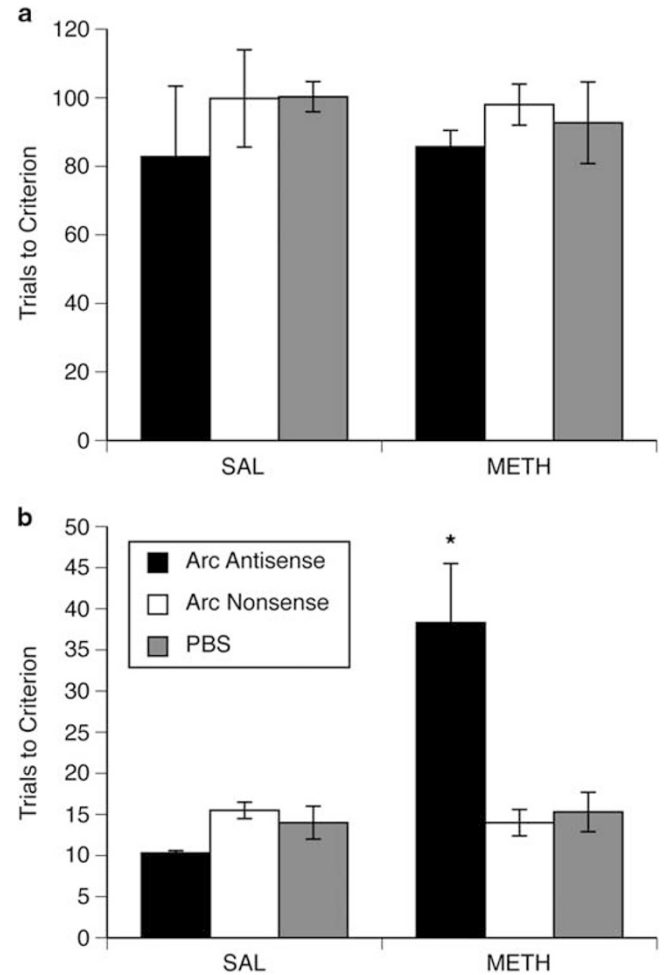 a
120
100
80
60
40
20
0
Trials to Criterion
SAL METH
b
50
45
40
35
30
25
20
15
10
5
0
Trials to Criterion
Arc Antisense
Arc Nonsense
PBS
*
SAL METH